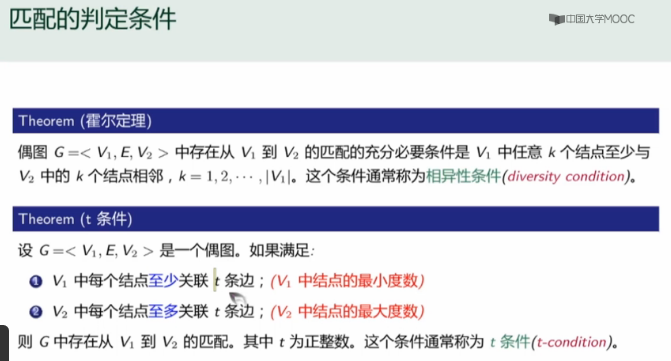 匹配的判定条件
中国大学MOOC
Theorem (霍尔定理)
偶图 G =< V₁, E, V₂ > 中存在从 V₁ 到 V₂ 的匹配的充分必要条件是 V₁ 中任意 k 个结点至少与
V₂ 中的 k 个结点相邻，k = 1, 2, ··· , |V₁|。这个条件通常称为相异性条件(diversity condition)。
Theorem (t 条件)
设 G =< V₁, E, V₂ > 是一个偶图。如果满足:
1 V₁ 中每个结点至少关联 t 条边；(V₁ 中结点的最小度数)
2 V₂ 中每个结点至多关联 t 条边；(V₂ 中结点的最大度数)
则 G 中存在从 V₁ 到 V₂ 的匹配。其中 t 为正整数。这个条件通常称为 t 条件(t-condition)。